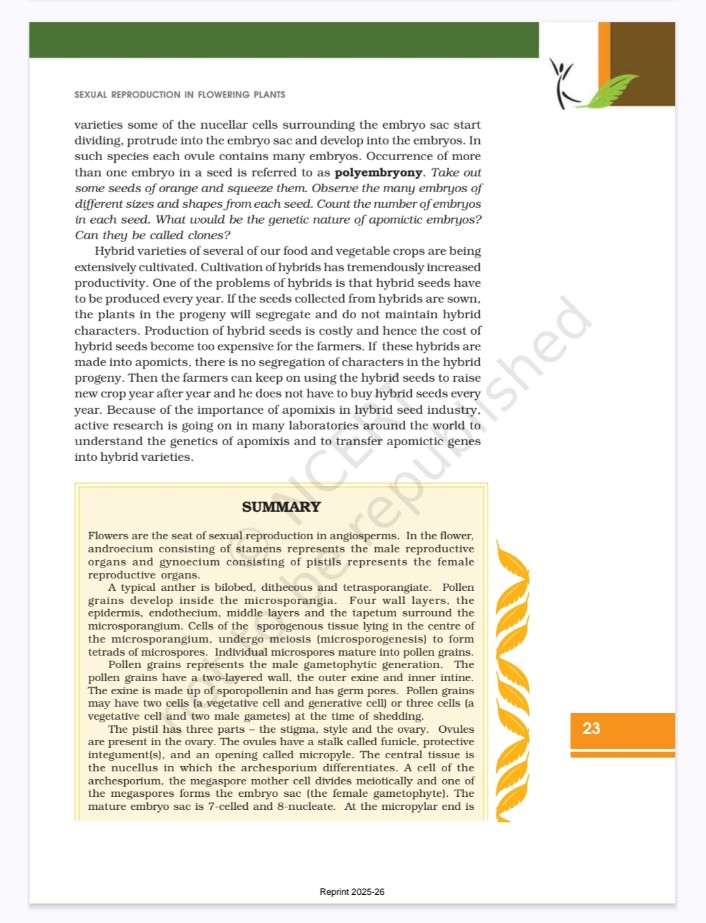 SEXUAL REPRODUCTION IN FLOWERING PLANTS
varieties some of the nucellar cells surrounding the embryo sac start
dividing, protrude into the embryo sac and develop into the embryos. In
such species each ovule contains many embryos. Occurrence of more
than one embryo in a seed is referred to as polyembryony. Take out
some seeds of orange and squeeze them. Observe the many embryos of
different sizes and shapes from each seed. Count the number of embryos
in each seed. What would be the genetic nature of apomictic embryos?
Can they be called clones?
Hybrid varieties of several of our food and vegetable crops are being
extensively cultivated. Cultivation of hybrids has tremendously increased
productivity. One of the problems of hybrids is that hybrid seeds have
to be produced every year. If the seeds collected from hybrids are sown,
the plants in the progeny will segregate and do not maintain hybrid
characters. Production of hybrid seeds is costly and hence the cost of
hybrid seeds become too expensive for the farmers. If these hybrids are
made into apomicts, there is no segregation of characters in the hybrid
progeny. Then the farmers can keep on using the hybrid seeds to raise
new crop year after year and he does not have to buy hybrid seeds every
year. Because of the importance of apomixis in hybrid seed industry,
active research is going on in many laboratories around the world to
understand the genetics of apomixis and to transfer apomictic genes
into hybrid varieties.
© NCERT
not to be republished
SUMMARY
Flowers are the seat of sexual reproduction in angiosperms. In the flower,
androecium consisting of stamens represents the male reproductive
organs and gynoecium consisting of pistils represents the female
reproductive organs.
A typical anther is bilobed, dithecous and tetrasporangiate. Pollen
grains develop inside the microsporangia. Four wall layers, the
epidermis, endothecium, middle layers and the tapetum surround the
microsporangium. Cells of the sporogenous tissue lying in the centre of
the microsporangium, undergo meiosis (microsporogenesis) to form
tetrads of microspores. Individual microspores mature into pollen grains.
Pollen grains represents the male gametophytic generation. The
pollen grains have a two-layered wall, the outer exine and inner intine.
The exine is made up of sporopollenin and has germ pores. Pollen grains
may have two cells (a vegetative cell and generative cell) or three cells (a
vegetative cell and two male gametes) at the time of shedding.
The pistil has three parts – the stigma, style and the ovary. Ovules
are present in the ovary. The ovules have a stalk called funicle, protective
integument(s), and an opening called micropyle. The central tissue is
the nucellus in which the archesporium differentiates. A cell of the
archesporium, the megaspore mother cell divides meiotically and one of
the megaspores forms the embryo sac (the female gametophyte). The
mature embryo sac is 7-celled and 8-nucleate. At the micropylar end is
23
Reprint 2025-26